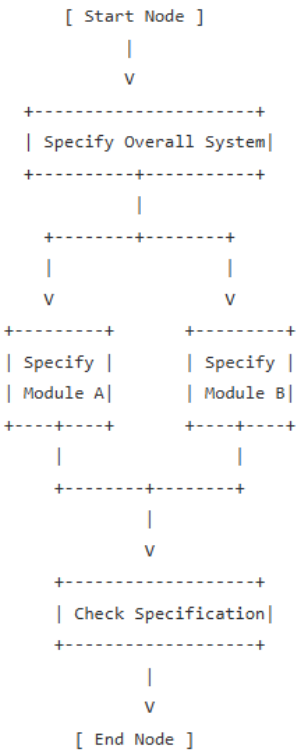 [ Start Node ]
|
v
+----------------------+
| Specify Overall System|
+----------+-----------+
|
+--------+--------+
| |
v v
+---------+ +---------+
| Specify | | Specify |
| Module A| | Module B|
+----+----+ +----+----+
| |
+--------+--------+
|
v
+-------------------+
| Check Specification|
+-------------------+
|
v
[ End Node ]